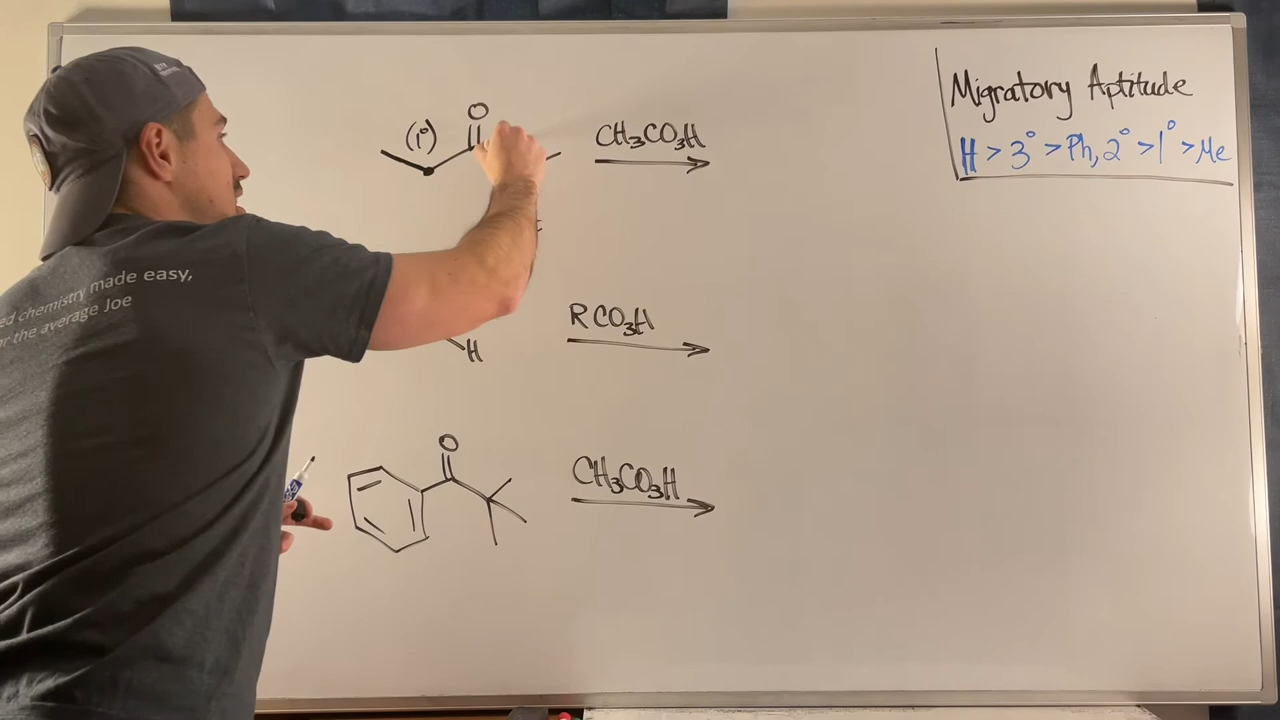 Migratory Aptitude
H > 3° > Ph, 2° > 1° > Me
O
(1°)
CH₃CO₃H
made easy,
chemistry
the average Joe
RCO₃H
H
O
CH₃CO₃H